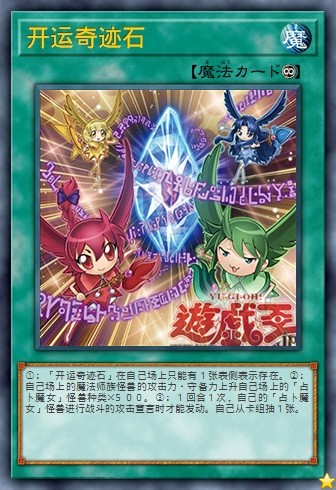 开运奇迹石
魔
【魔法カード】
YU-GI-OH!
遊戯王
①:「开运奇迹石」在自己场上只能有1张表侧表示存在。②:
自己场上的魔法师族怪兽的攻击力·守备力上升自己场上的「占
卜魔女」怪兽种类×500。③:1回合1次,自己的「占卜魔
女」怪兽进行战斗的攻击宣言时才能发动。自己从卡组抽1张。